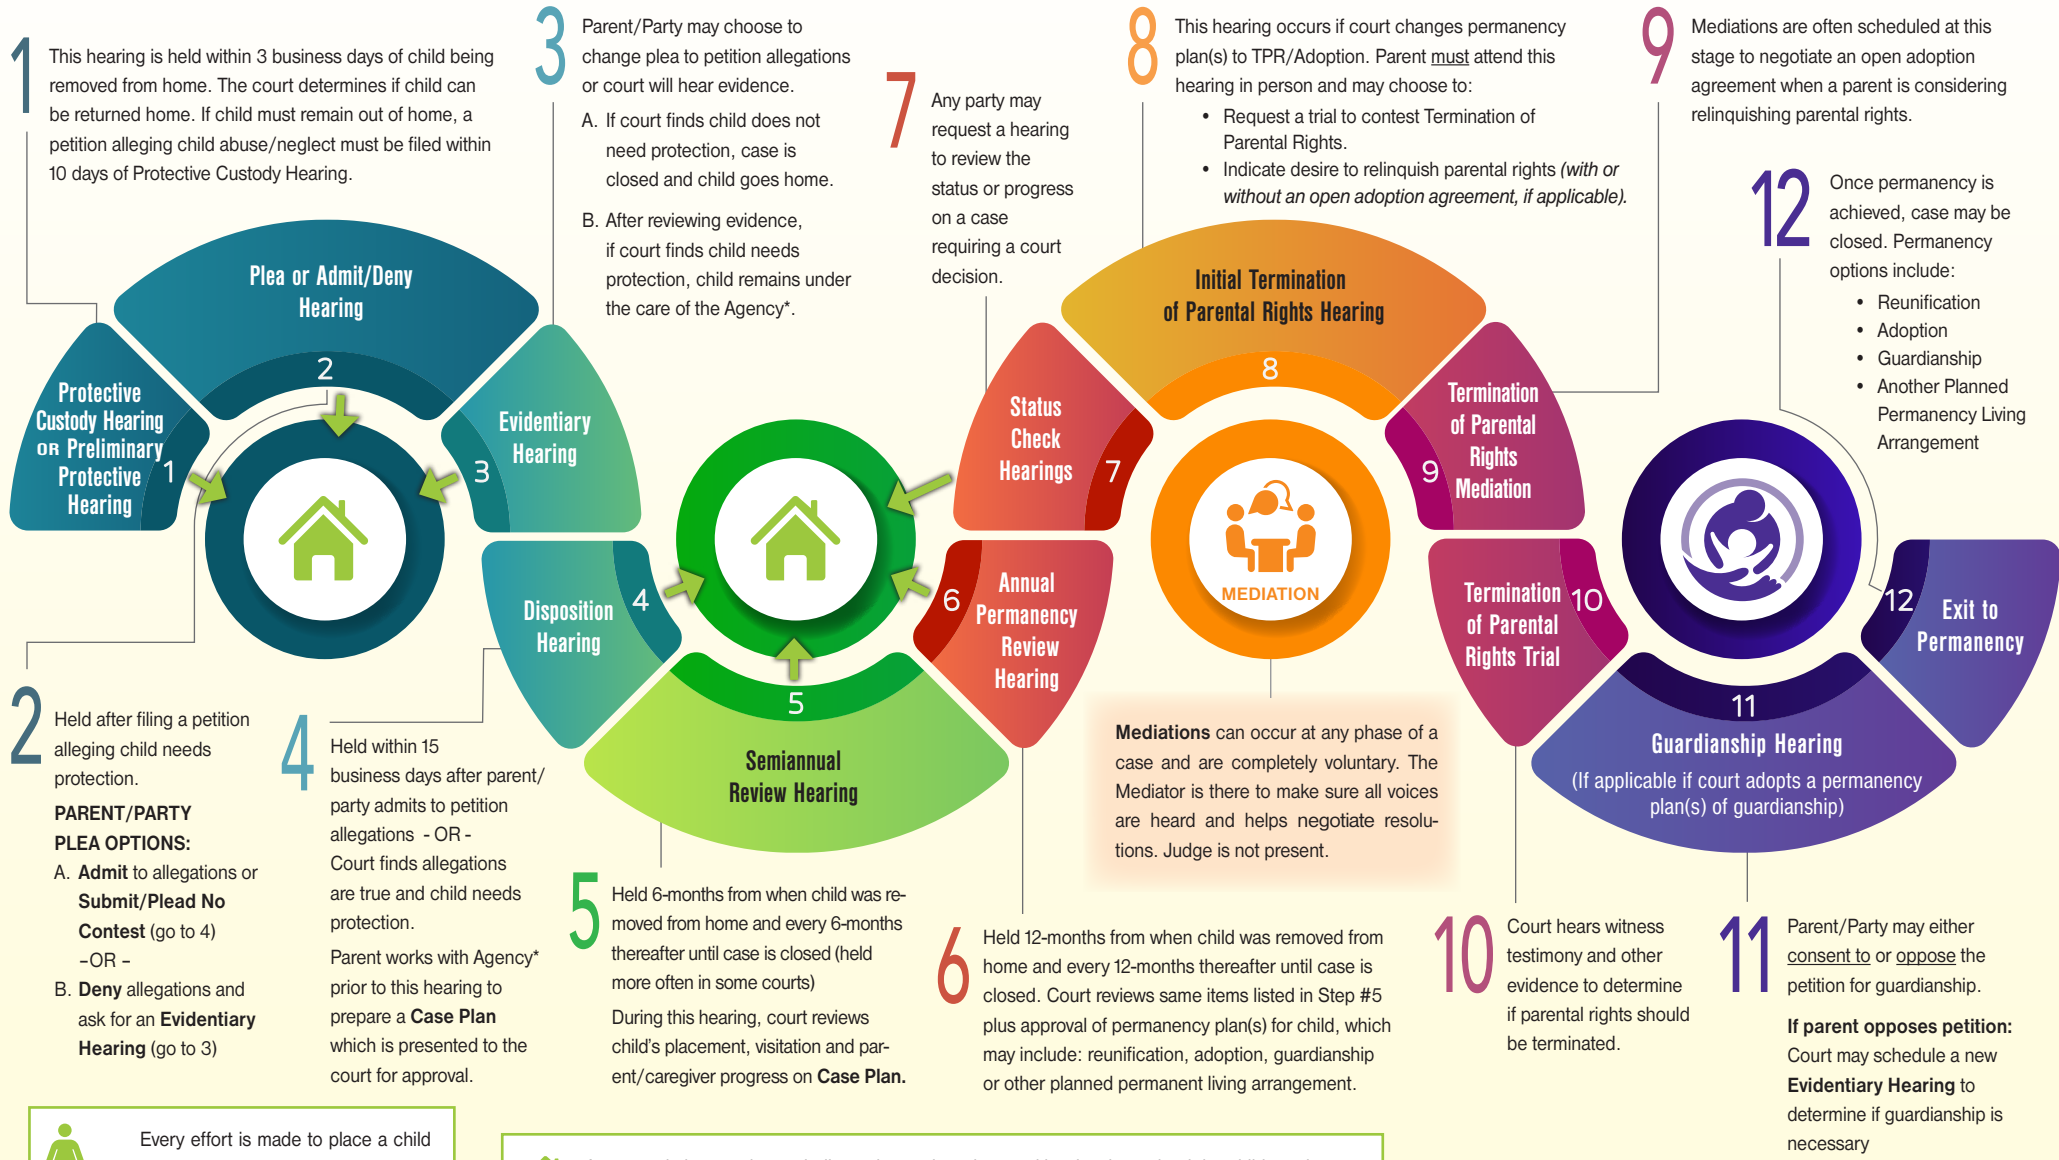 1
This hearing is held within 3 business days of child being
removed from home. The court determines if child can
be returned home. If child must remain out of home, a
petition alleging child abuse/neglect must be filed within
10 days of Protective Custody Hearing.
3
Parent/Party may choose to
change plea to petition allegations
or court will hear evidence.
A. If court finds child does not
need protection, case is
closed and child goes home.
B. After reviewing evidence,
if court finds child needs
protection, child remains under
the care of the Agency*.
7
Any party may
request a hearing
to review the
status or progress
on a case
requiring a court
decision.
8
This hearing occurs if court changes permanency
plan(s) to TPR/Adoption. Parent must attend this
hearing in person and may choose to:
• Request a trial to contest Termination of
Parental Rights.
• Indicate desire to relinquish parental rights (with or
without an open adoption agreement, if applicable).
9
Mediations are often scheduled at this
stage to negotiate an open adoption
agreement when a parent is considering
relinquishing parental rights.
12
Once permanency is
achieved, case may be
closed. Permanency
options include:
• Reunification
• Adoption
• Guardianship
• Another Planned
Permanency Living
Arrangement
Protective
Custody Hearing
OR Preliminary
Protective
Hearing
1
Plea or Admit/Deny
Hearing
2
Evidentiary
Hearing
3
Disposition
Hearing
4
5
Semiannual
Review Hearing
6
Annual
Permanency
Review
Hearing
Status
Check
Hearings
7
Initial Termination
of Parental Rights Hearing
8
MEDIATION
Termination
of Parental
Rights
Mediation
9
Termination
of Parental
Rights Trial
10
11
Guardianship Hearing
(If applicable if court adopts a permanency
plan(s) of guardianship)
12
Exit to
Permanency
2
Held after filing a petition
alleging child needs
protection.
PARENT/PARTY
PLEA OPTIONS:
A. Admit to allegations or
Submit/Plead No
Contest (go to 4)
–OR –
B. Deny allegations and
ask for an Evidentiary
Hearing (go to 3)
4
Held within 15
business days after parent/
party admits to petition
allegations - OR -
Court finds allegations
are true and child needs
protection.
Parent works with Agency*
prior to this hearing to
prepare a Case Plan
which is presented to the
court for approval.
5
Held 6-months from when child was re-
moved from home and every 6-months
thereafter until case is closed (held
more often in some courts)
During this hearing, court reviews
child's placement, visitation and par-
ent/caregiver progress on Case Plan.
6
Held 12-months from when child was removed from
home and every 12-months thereafter until case is
closed. Court reviews same items listed in Step #5
plus approval of permanency plan(s) for child, which
may include: reunification, adoption, guardianship
or other planned permanent living arrangement.
Mediations can occur at any phase of a
case and are completely voluntary. The
Mediator is there to make sure all voices
are heard and helps negotiate resolu-
tions. Judge is not present.
10
Court hears witness
testimony and other
evidence to determine
if parental rights should
be terminated.
11
Parent/Party may either
consent to or oppose the
petition for guardianship.
If parent opposes petition:
Court may schedule a new
Evidentiary Hearing to
determine if guardianship is
necessary
Every effort is made to place a child